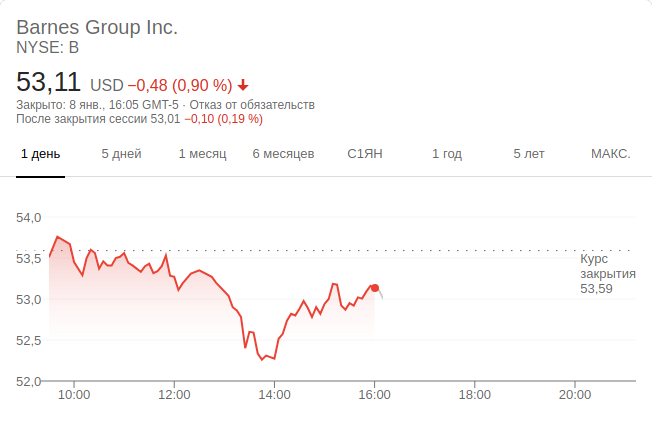 Barnes Group Inc.
NYSE: B
53,11 USD −0,48 (0,90 %)
Закрыто: 8 янв., 16:05 GMT-5 · Отказ от обязательств
После закрытия сессии 53,01 −0,10 (0,19 %)
1 день 5 дней 1 месяц 6 месяцев С1ЯН 1 год 5 лет МАКС.
54,0
53,5
53,0
52,5
52,0
Курс
закрытия
53,59
10:00 12:00 14:00 16:00 18:00 20:00